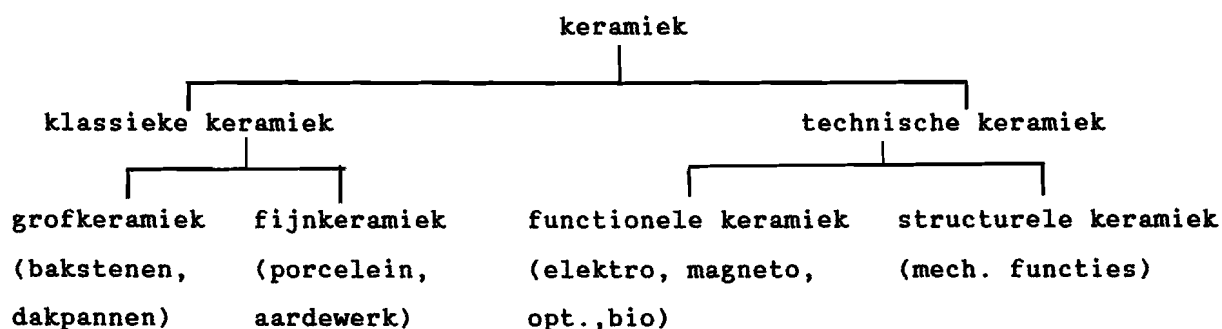 keramiek
klassieke keramiek
technische keramiek
grofkeramiek
(bakstenen,
dakpannen)
fijnkeramiek
(porcelein,
aardewerk)
functionele keramiek
(elektro, magneto,
opt.,bio)
structurele keramiek
(mech. functies)